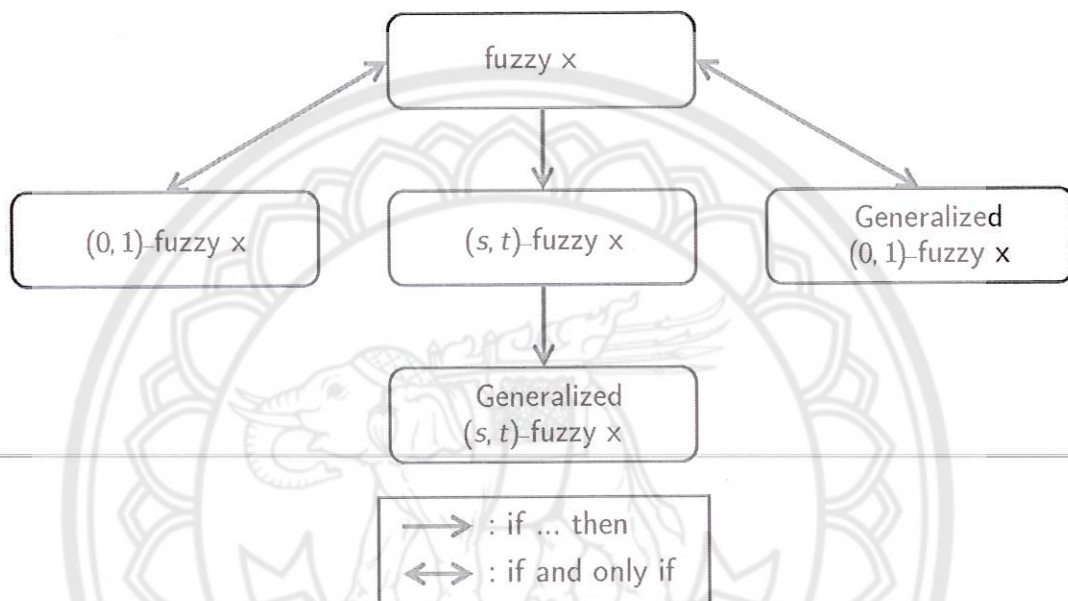 fuzzy x
(0, 1)–fuzzy x
(s, t)–fuzzy x
Generalized
(0, 1)–fuzzy x
Generalized
(s, t)–fuzzy x
: if ... then
: if and only if